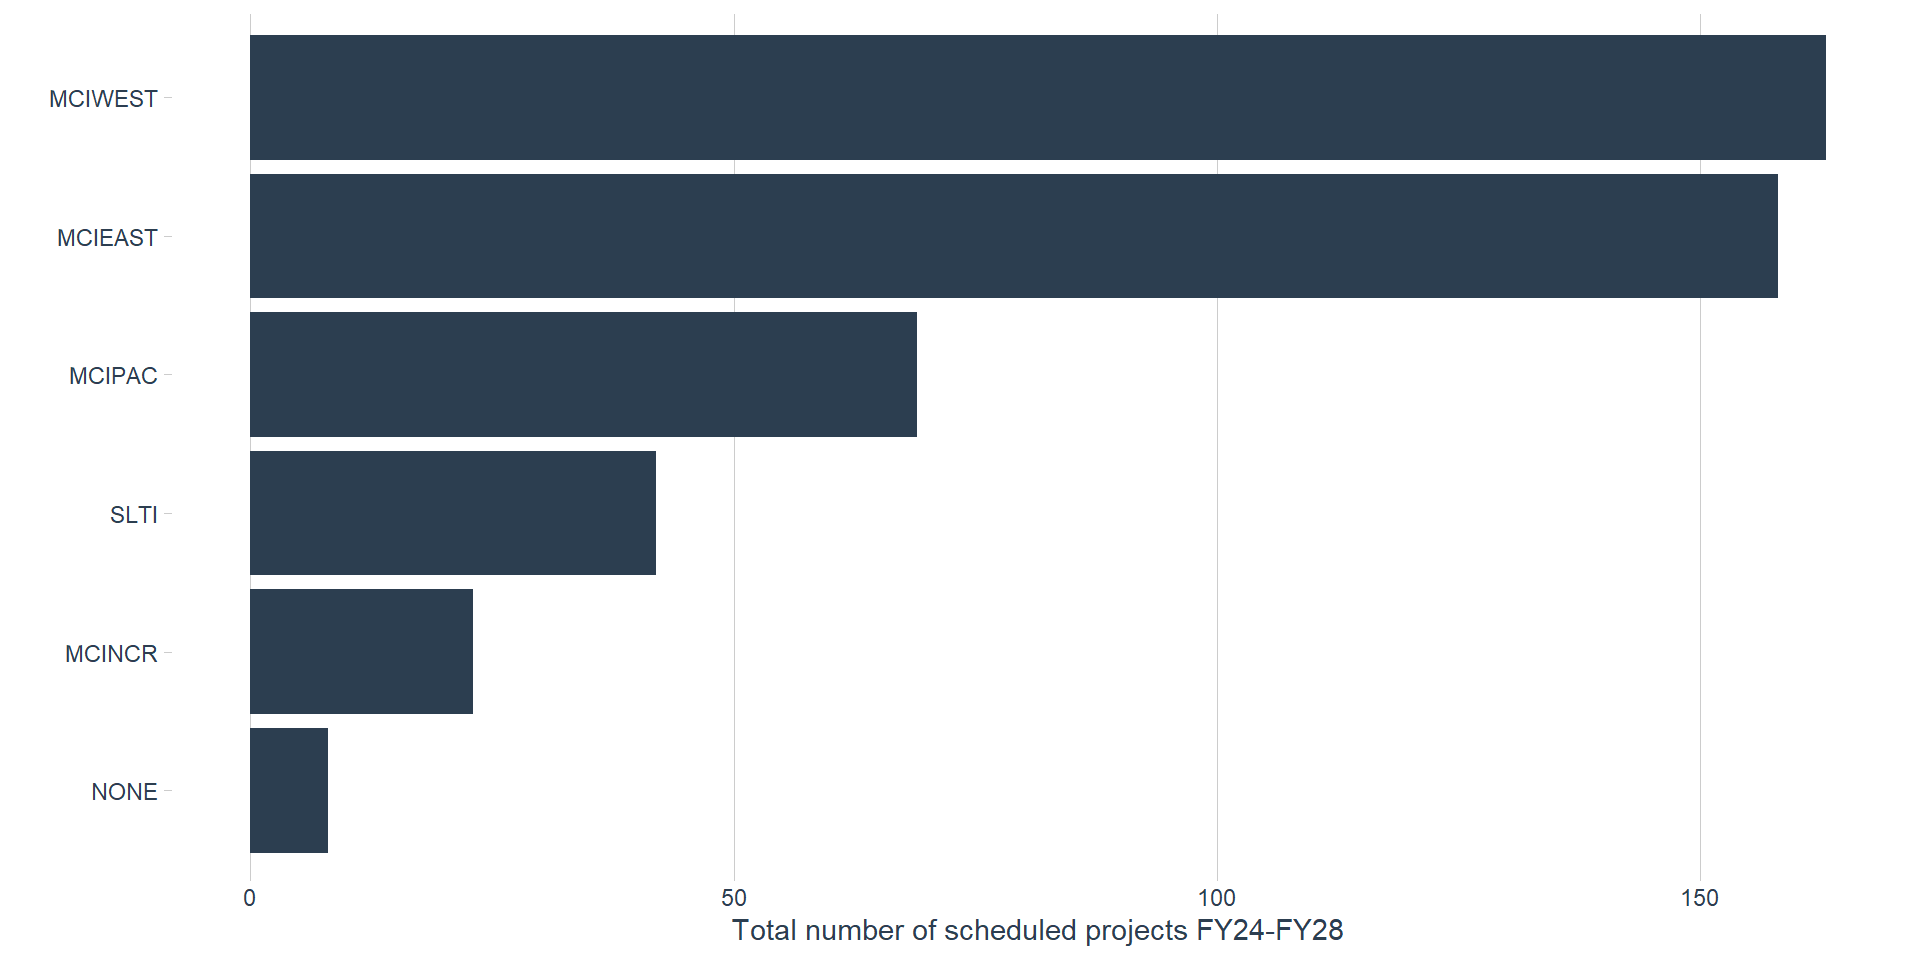 MCIWEST
MCIEAST
MCIPAC
SLTI
MCINCR
NONE
0 50 100 150
Total number of scheduled projects FY24-FY28